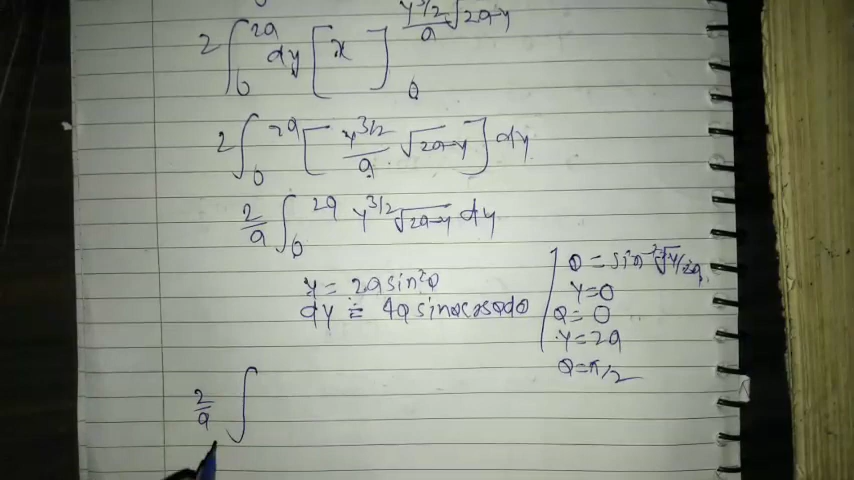 2 ∫₀^2a dy [x]₀^(y^3/2/a √2a-y)
2 ∫₀^2a [ y^3/2/a √2a-y ] dy
2/a ∫₀^2a y^3/2 √2a-y dy
y = 2a sin²θ
dy = 4a sinθ cosθ dθ
θ = sin⁻¹ √y/2a
y=0
θ = 0
y=2a
θ=π/2
2/a ∫